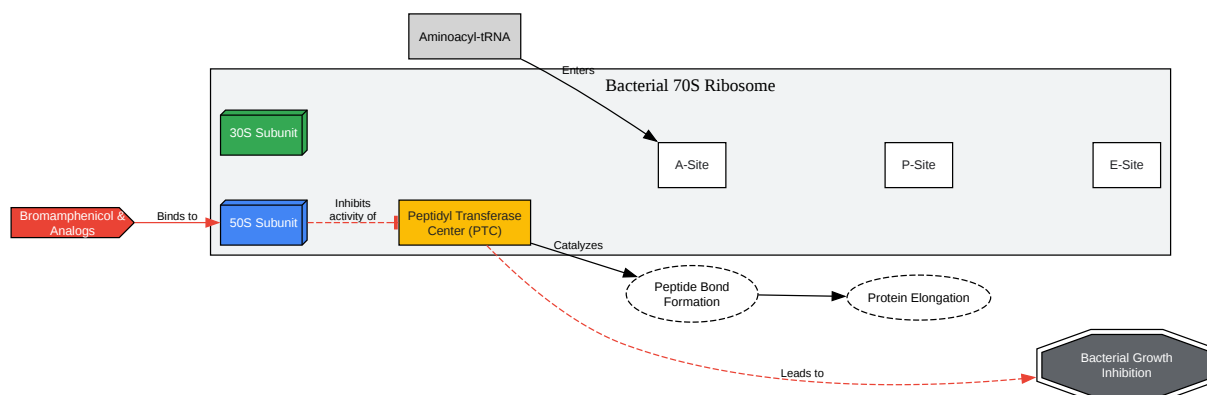 Aminoacyl-tRNA
Enters
Bacterial 70S Ribosome
30S Subunit
A-Site
P-Site
E-Site
Bromamphenicol &
Analogs
Binds to
50S Subunit
Inhibits
activity of
Peptidyl Transferase
Center (PTC)
Catalyzes
Peptide Bond
Formation
Protein Elongation
Leads to
Bacterial Growth
Inhibition